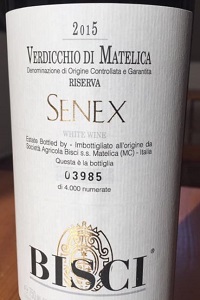 2015
VERDICCHIO DI MATELICA
Denominazione di Origine Controllata e Garantita
RISERVA
SENEX
WHITE WINE
Estate Bottled by - Imbottigliato all'origine da
Società Agricola Bisci s.s. Matelica (MC) - Italia
Questa è la bottiglia
03985
di 4.000 numerate
BISCI